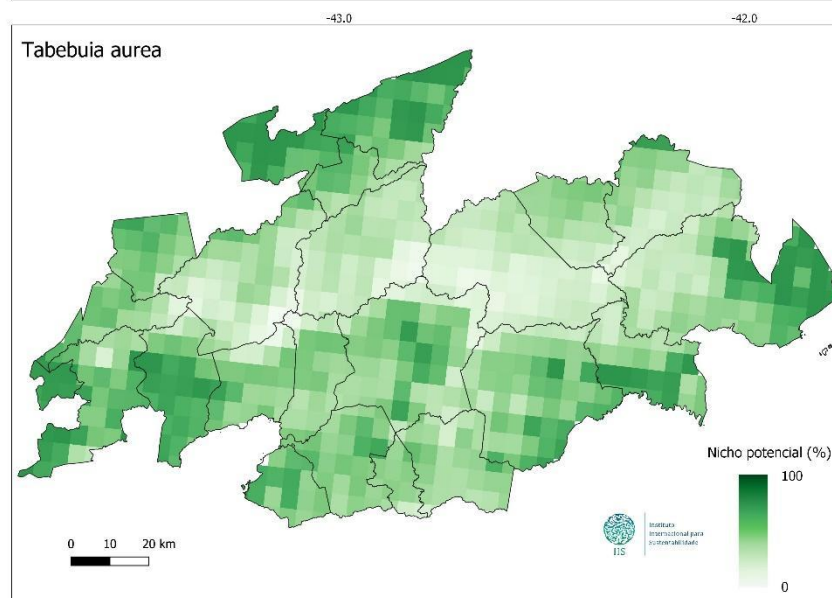 -43.0
-42.0
Tabebuia aurea
Nicho potencial (%)
100
0
0 10 20 km
IIS
Instituto
Internacional para
Sustentabilidade